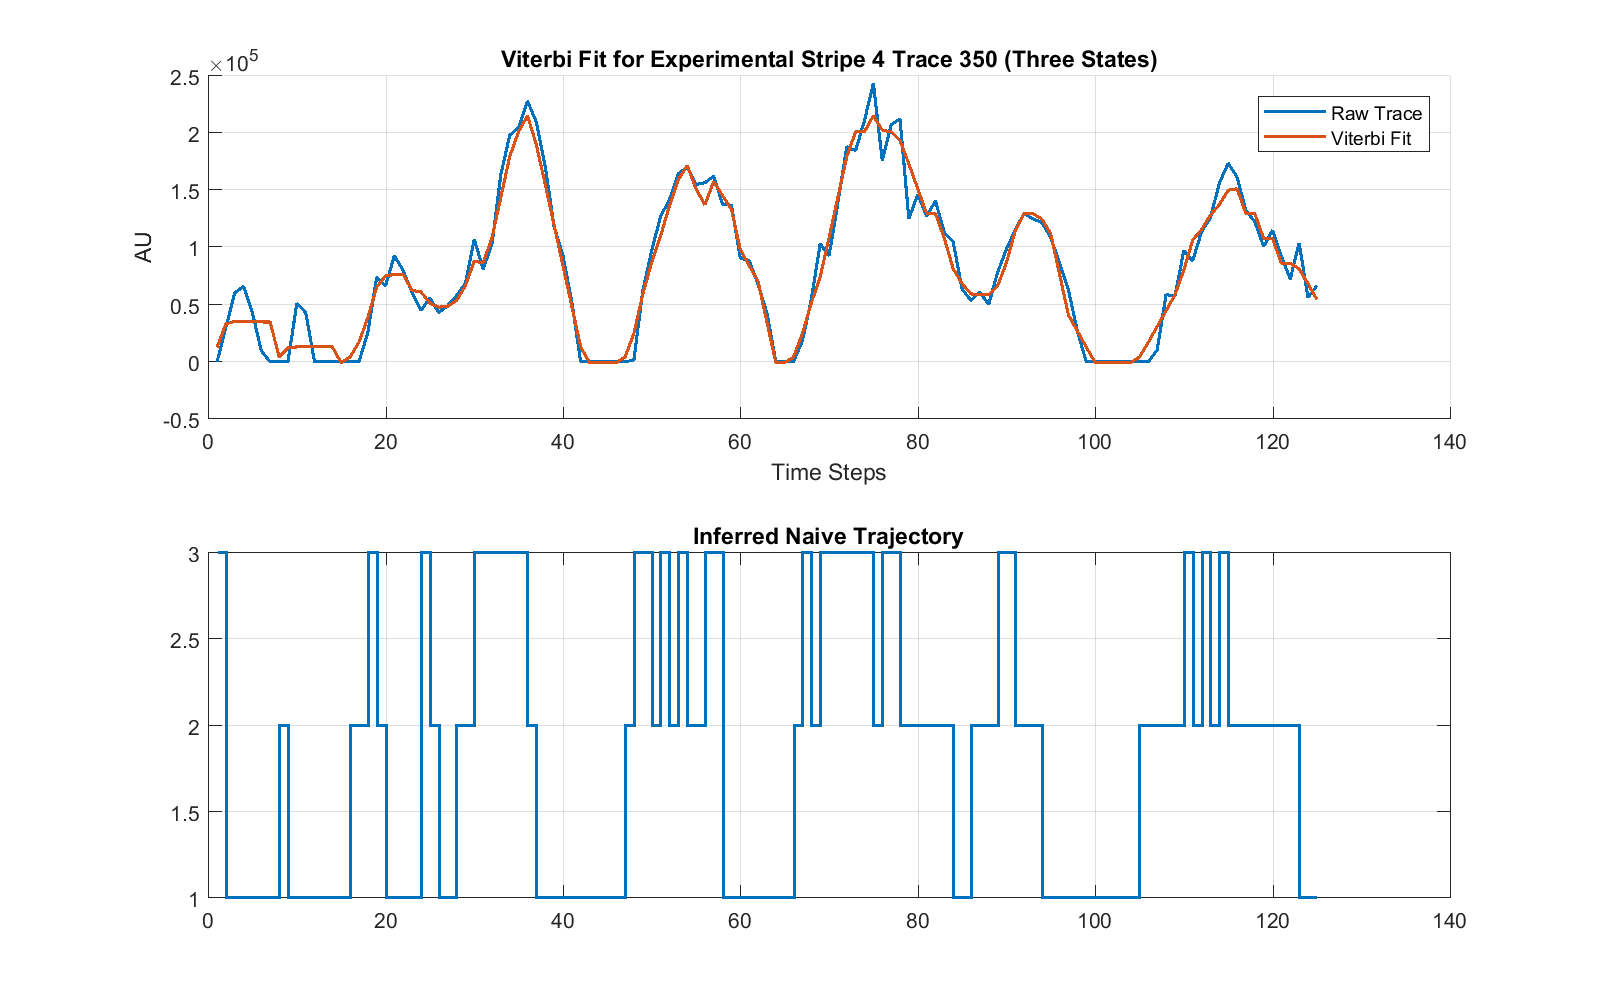 Viterbi Fit for Experimental Stripe 4 Trace 350 (Three States)
×10⁵
2.5
2
1.5
1
0.5
0
-0.5
AU
Raw Trace
Viterbi Fit
0 20 40 60 80 100 120 140
Time Steps
Inferred Naive Trajectory
3
2.5
2
1.5
1
0 20 40 60 80 100 120 140